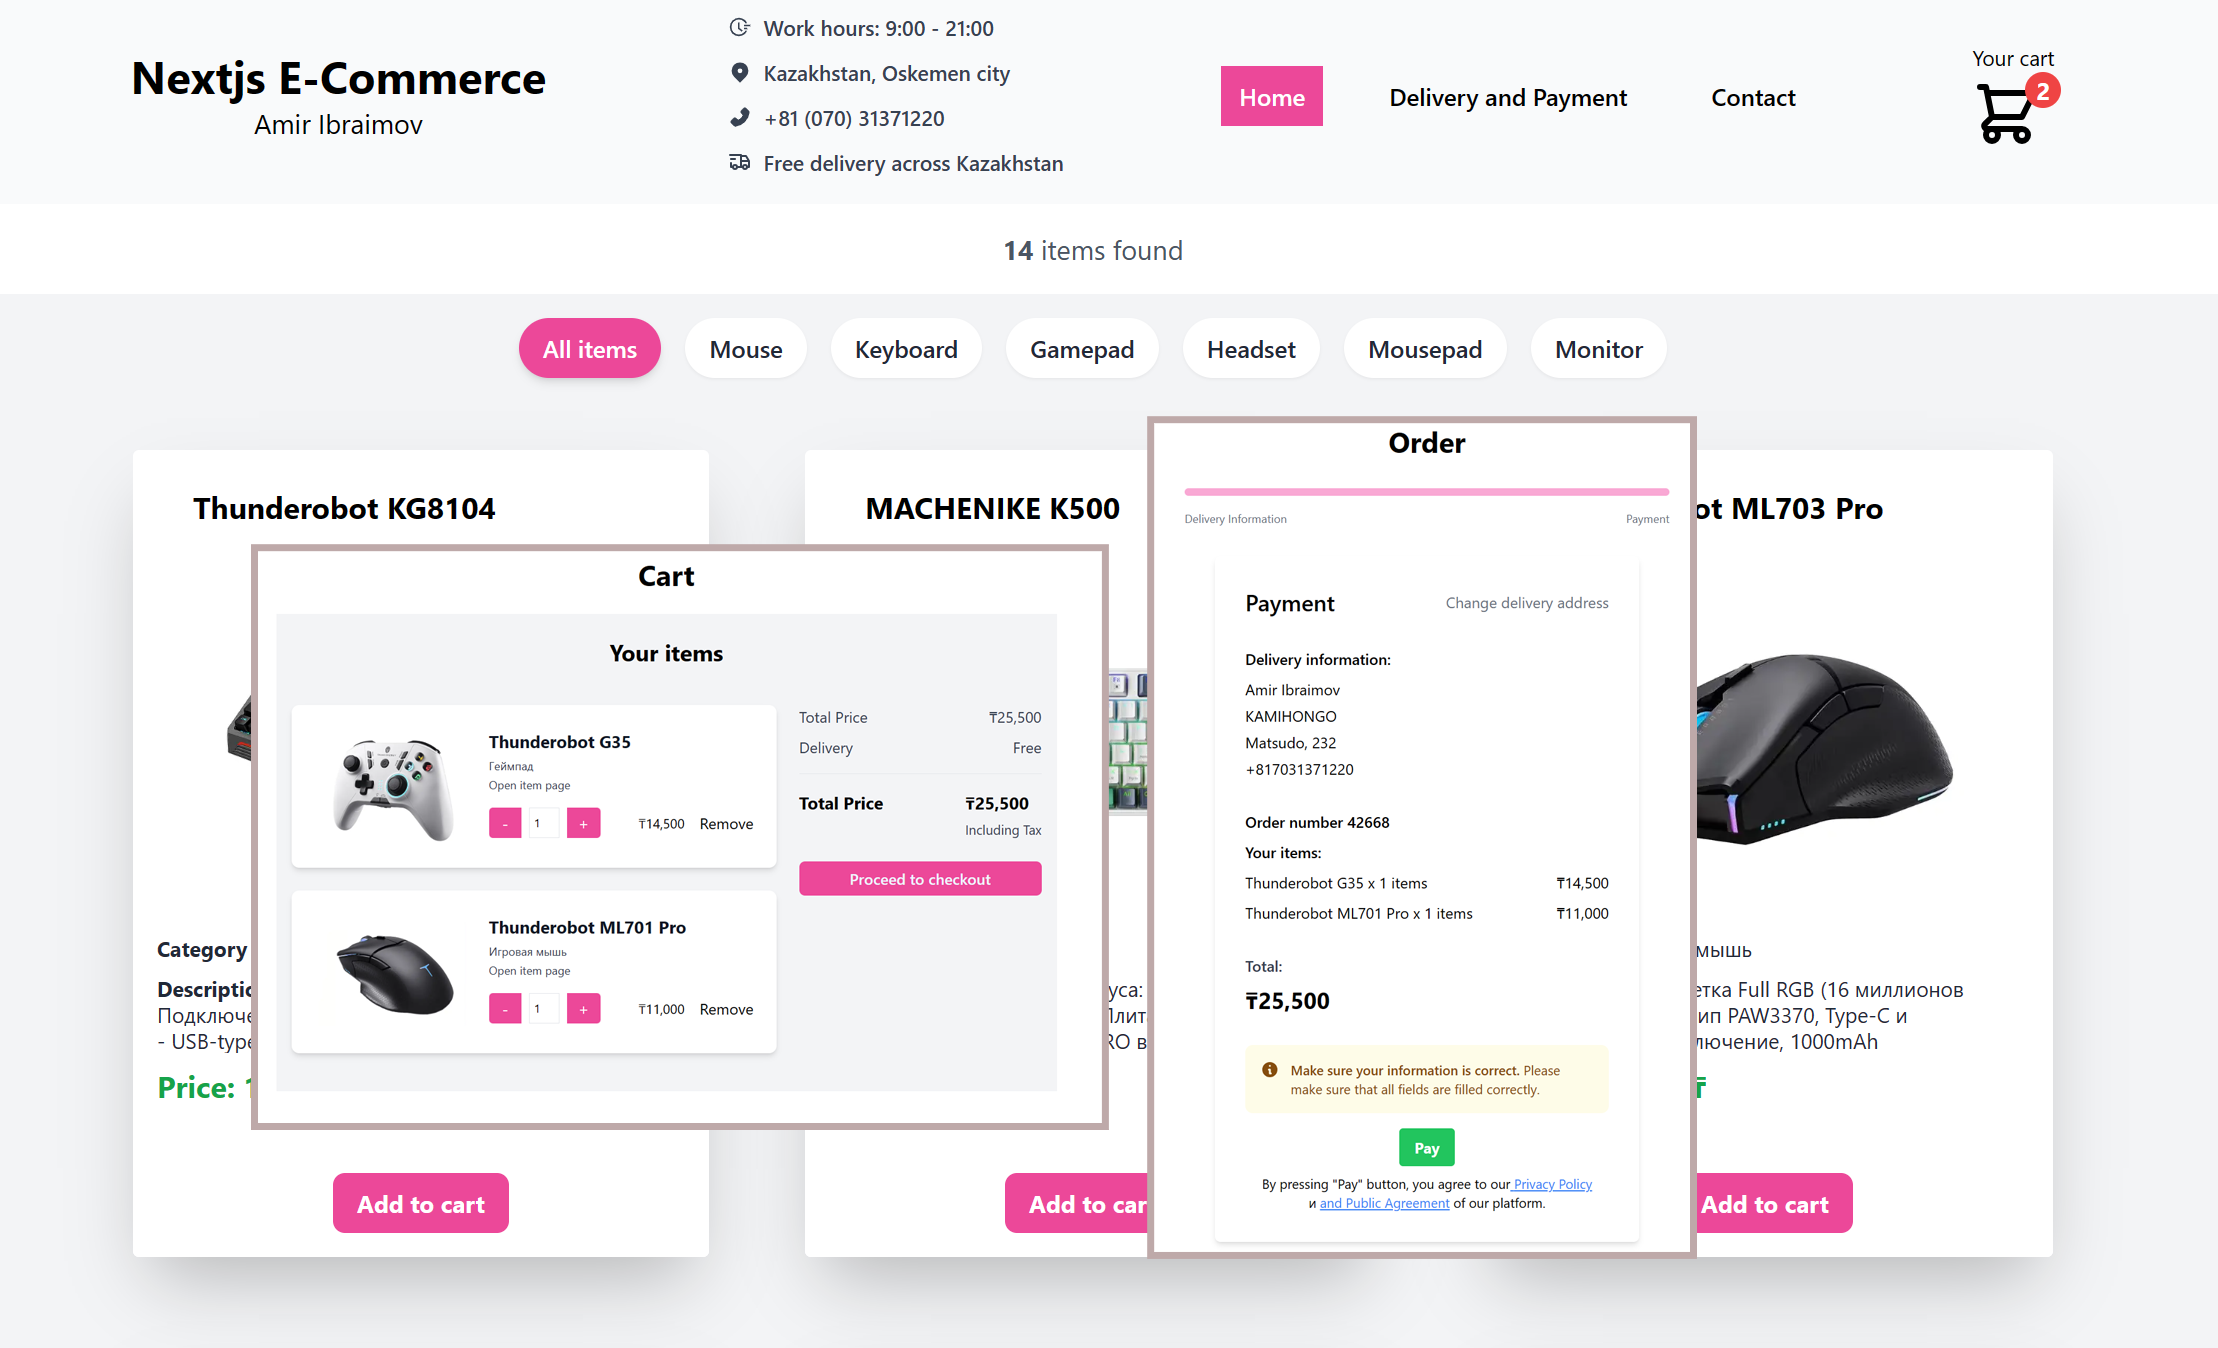 Nextjs E-Commerce
Amir Ibraimov
Work hours: 9:00 - 21:00
Kazakhstan, Oskemen city
+81 (070) 31371220
Free delivery across Kazakhstan
Home
Delivery and Payment
Contact
Your cart
2
14 items found
All items
Mouse
Keyboard
Gamepad
Headset
Mousepad
Monitor
Thunderobot KG8104
Category
Descriptio
Подключе
- USB-type
Price: 1
Add to cart
MACHENIKE K500
уса:
Плит
RO в
Add to car
ot ML703 Pro
мышь
етка Full RGB (16 миллионов
ип PAW3370, Type-C и
лючение, 1000mAh
₸
Add to cart
Cart
Your items
Thunderobot G35
Геймпад
Open item page
- 1 + ₸14,500 Remove
Thunderobot ML701 Pro
Игровая мышь
Open item page
- 1 + ₸11,000 Remove
Total Price ₸25,500
Delivery Free
Total Price ₸25,500
Including Tax
Proceed to checkout
Order
Delivery Information Payment
Payment Change delivery address
Delivery information:
Amir Ibraimov
KAMIHONGO
Matsudo, 232
+817031371220
Order number 42668
Your items:
Thunderobot G35 x 1 items ₸14,500
Thunderobot ML701 Pro x 1 items ₸11,000
Total:
₸25,500
Make sure your information is correct. Please
make sure that all fields are filled correctly.
Pay
By pressing "Pay" button, you agree to our Privacy Policy
и and Public Agreement of our platform.